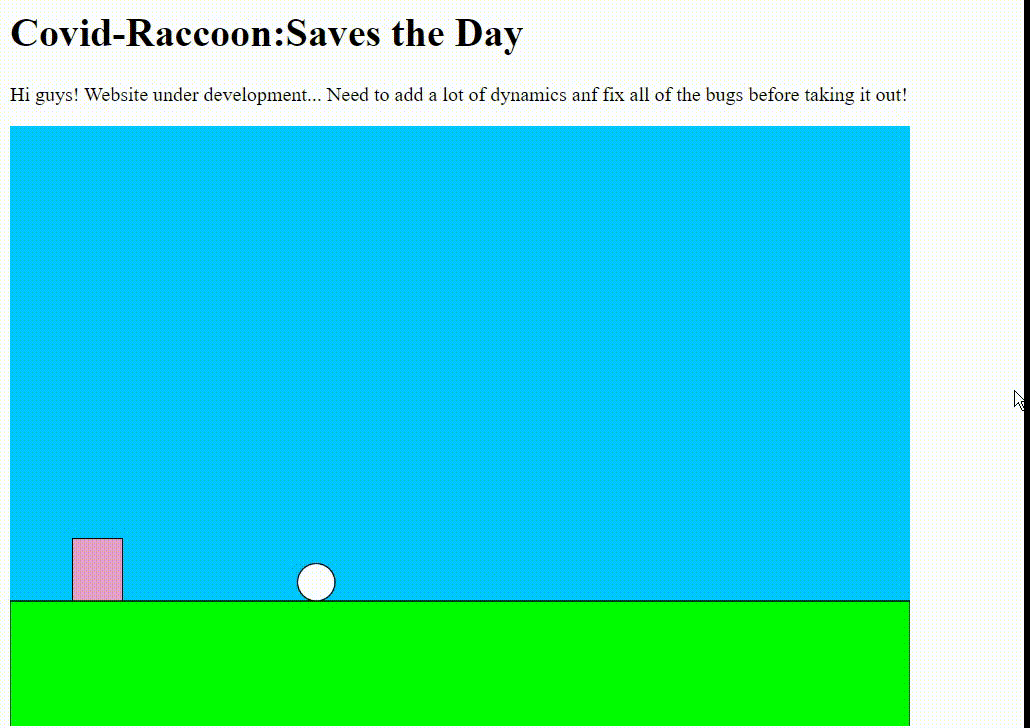 Covid-Raccoon:Saves the Day
Hi guys! Website under development... Need to add a lot of dynamics anf fix all of the bugs before taking it out!